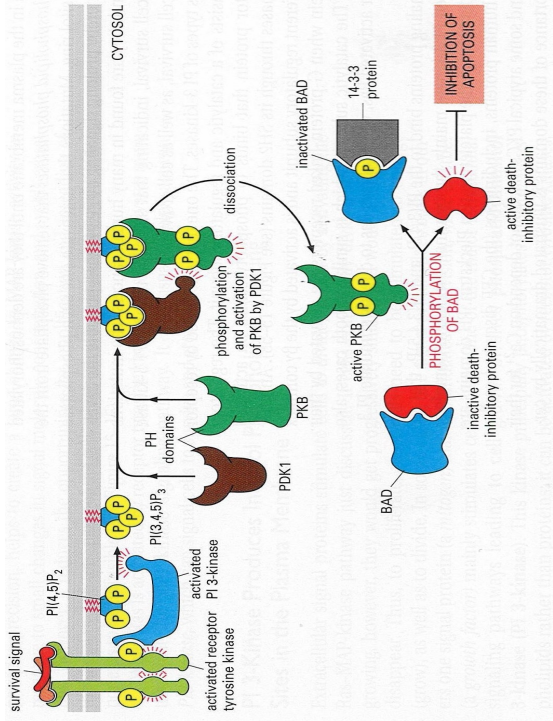 survival signal
CYTOSOL
PI(4,5)P2
P
P
P
P
activated receptor
tyrosine kinase
activated
PI 3-kinase
P
P
P
PI(3,4,5)P3
PH
domains
PDK1
PKB
P
P
P
P
P
P
P
P
phosphorylation
and activation
of PKB by PDK1
dissociation
P
P
active PKB
BAD
inactive death-
inhibitory protein
PHOSPHORYLATION
OF BAD
inactivated BAD
P
14-3-3
protein
active death-
inhibitory protein
INHIBITION OF
APOPTOSIS